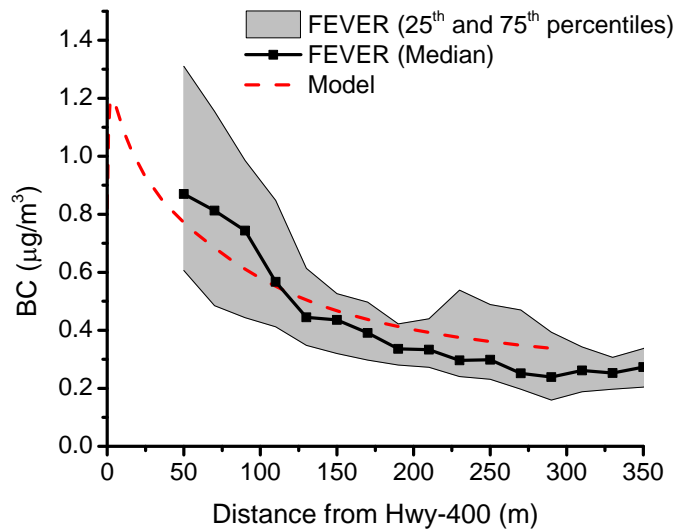 FEVER (25th and 75th percentiles)
FEVER (Median)
Model
BC (μg/m³)
1.4
1.2
1.0
0.8
0.6
0.4
0.2
0.0
0 50 100 150 200 250 300 350
Distance from Hwy-400 (m)